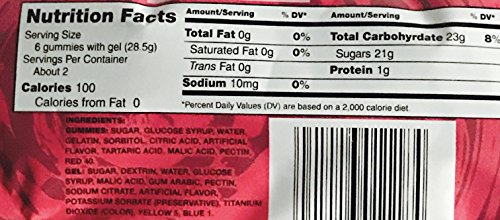 Nutrition Facts
Serving Size
6 gummies with gel (28.5g)
Servings Per Container
About 2
Calories 100
Calories from Fat 0
Amount/Serving % DV*
Total Fat 0g 0%
Saturated Fat 0g 0%
Trans Fat 0g
Sodium 10mg 0%
Amount/Serving % DV*
Total Carbohyrdate 23g 8%
Sugars 21g
Protein 1g
*Percent Daily Values (DV) are based on a 2,000 calorie diet.
INGREDIENTS:
GUMMIES: SUGAR, GLUCOSE SYRUP, WATER,
GELATIN, SORBITOL, CITRIC ACID, ARTIFICIAL
FLAVOR, TARTARIC ACID, MALIC ACID, PECTIN,
RED 40.
GEL: SUGAR, DEXTRIN, WATER, GLUCOSE
SYRUP, MALIC ACID, GUM ARABIC, PECTIN,
SODIUM CITRATE, ARTIFICIAL FLAVOR,
POTASSIUM SORBATE (PRESERVATIVE), TITANIUM
DIOXIDE (COLOR), YELLOW 5, BLUE 1.